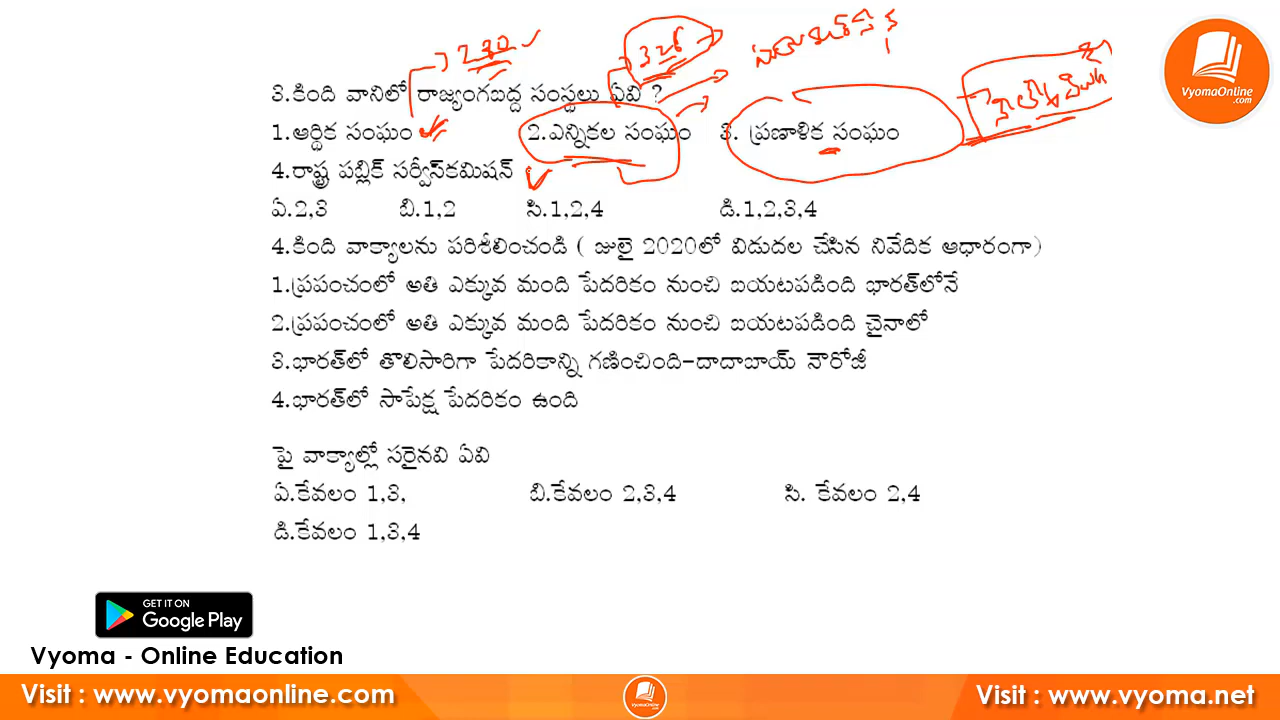 3.కింది వానిలో రాజ్యంగబద్ద సంస్థలు ఏవి ?
1.ఆర్థిక సంఘం 2.ఎన్నికల సంఘం 3. ప్రణాళిక సంఘం
4.రాష్ట్ర పబ్లిక్ సర్వీస్‌కమిషన్
ఏ.2,3 బి.1,2 సి.1,2,4 డి.1,2,3,4
4.కింది వాక్యాలను పరిశీలించండి ( జులై 2020లో విడుదల చేసిన నివేదిక ఆధారంగా)
1.ప్రపంచంలో అతి ఎక్కువ మంది పేదరికం నుంచి బయటపడింది భారత్‌లోనే
2.ప్రపంచంలో అతి ఎక్కువ మంది పేదరికం నుంచి బయటపడింది చైనాలో
3.భారత్‌లో తొలిసారిగా పేదరికాన్ని గణించింది-దాదాబాయ్ నౌరోజీ
4.భారత్‌లో సాపేక్ష పేదరికం ఉంది
పై వాక్యాల్లో సరైనవి ఏవి
ఏ.కేవలం 1,3, బి.కేవలం 2,3,4 సి. కేవలం 2,4
డి.కేవలం 1,3,4
VyomaOnline
.com
GET IT ON
Google Play
Vyoma - Online Education
Visit : www.vyomaonline.com Visit : www.vyoma.net